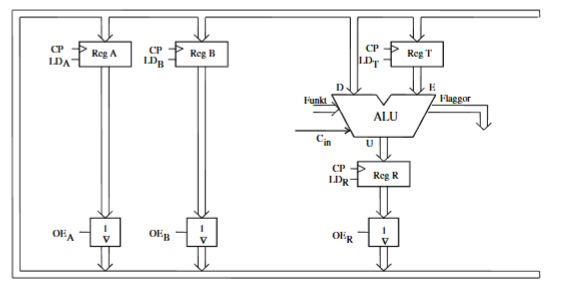 CP
LDA
Reg A
CP
LDB
Reg B
CP
LDT
Reg T
D
E
Funkt
ALU
Flaggor
Cin
U
CP
LDR
Reg R
OEA
1
∇
OEB
1
∇
OER
1
∇